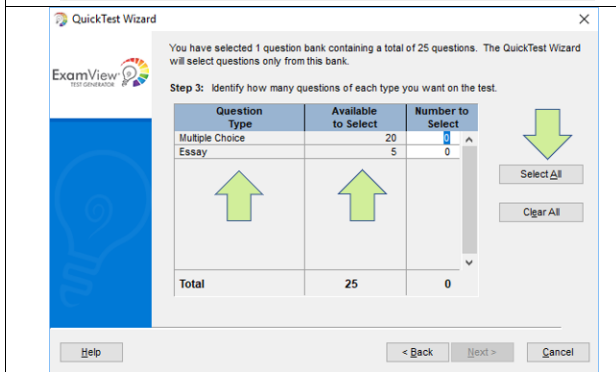 QuickTest Wizard
You have selected 1 question bank containing a total of 25 questions. The QuickTest Wizard
will select questions only from this bank.
ExamView
TEST GENERATOR
Step 3: Identify how many questions of each type you want on the test.
Question Type Available to Select Number to Select
Multiple Choice 20 0
Essay 5 0
Select All
Clear All
Total 25 0
Help < Back Next > Cancel